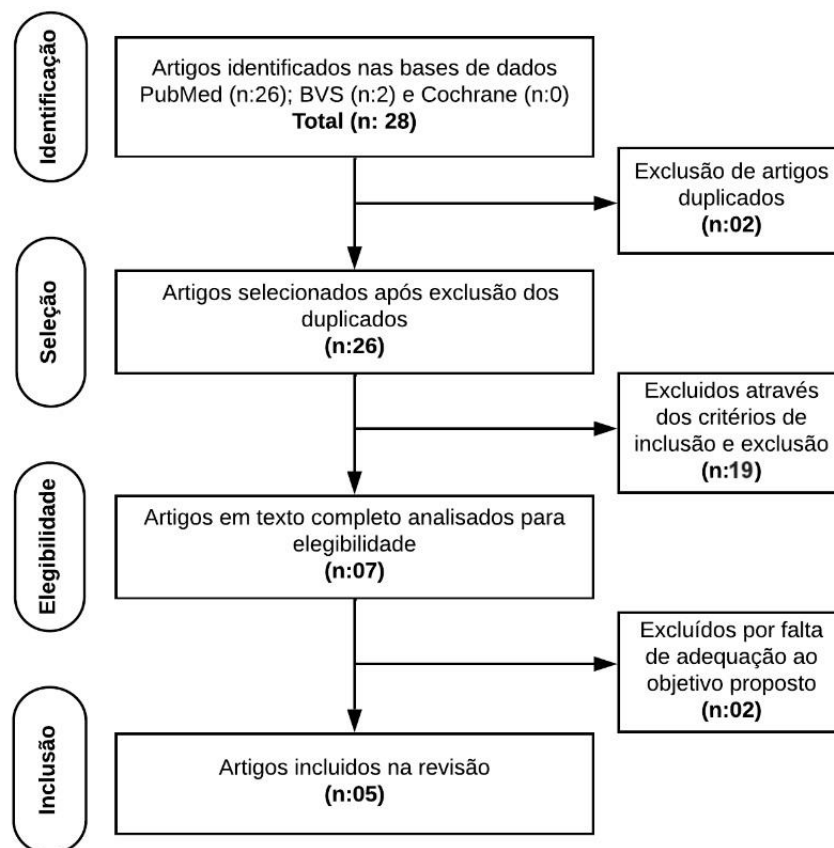 Identificação
Artigos identificados nas bases de dados
PubMed (n:26); BVS (n:2) e Cochrane (n:0)
Total (n: 28)
Exclusão de artigos
duplicados
(n:02)
Seleção
Artigos selecionados após exclusão dos
duplicados
(n:26)
Excluidos através
dos critérios de
inclusão e exclusão
(n:19)
Elegibilidade
Artigos em texto completo analisados para
elegibilidade
(n:07)
Excluídos por falta
de adequação ao
objetivo proposto
(n:02)
Inclusão
Artigos incluidos na revisão
(n:05)